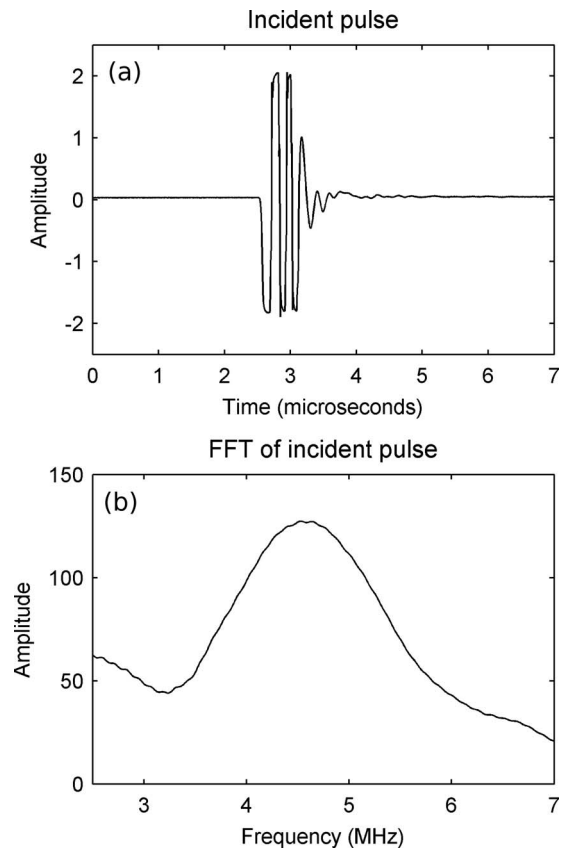 Incident pulse
(a)
2
1
0
-1
-2
Amplitude
0 1 2 3 4 5 6 7
Time (microseconds)
FFT of incident pulse
(b)
150
100
50
0
Amplitude
3 4 5 6 7
Frequency (MHz)